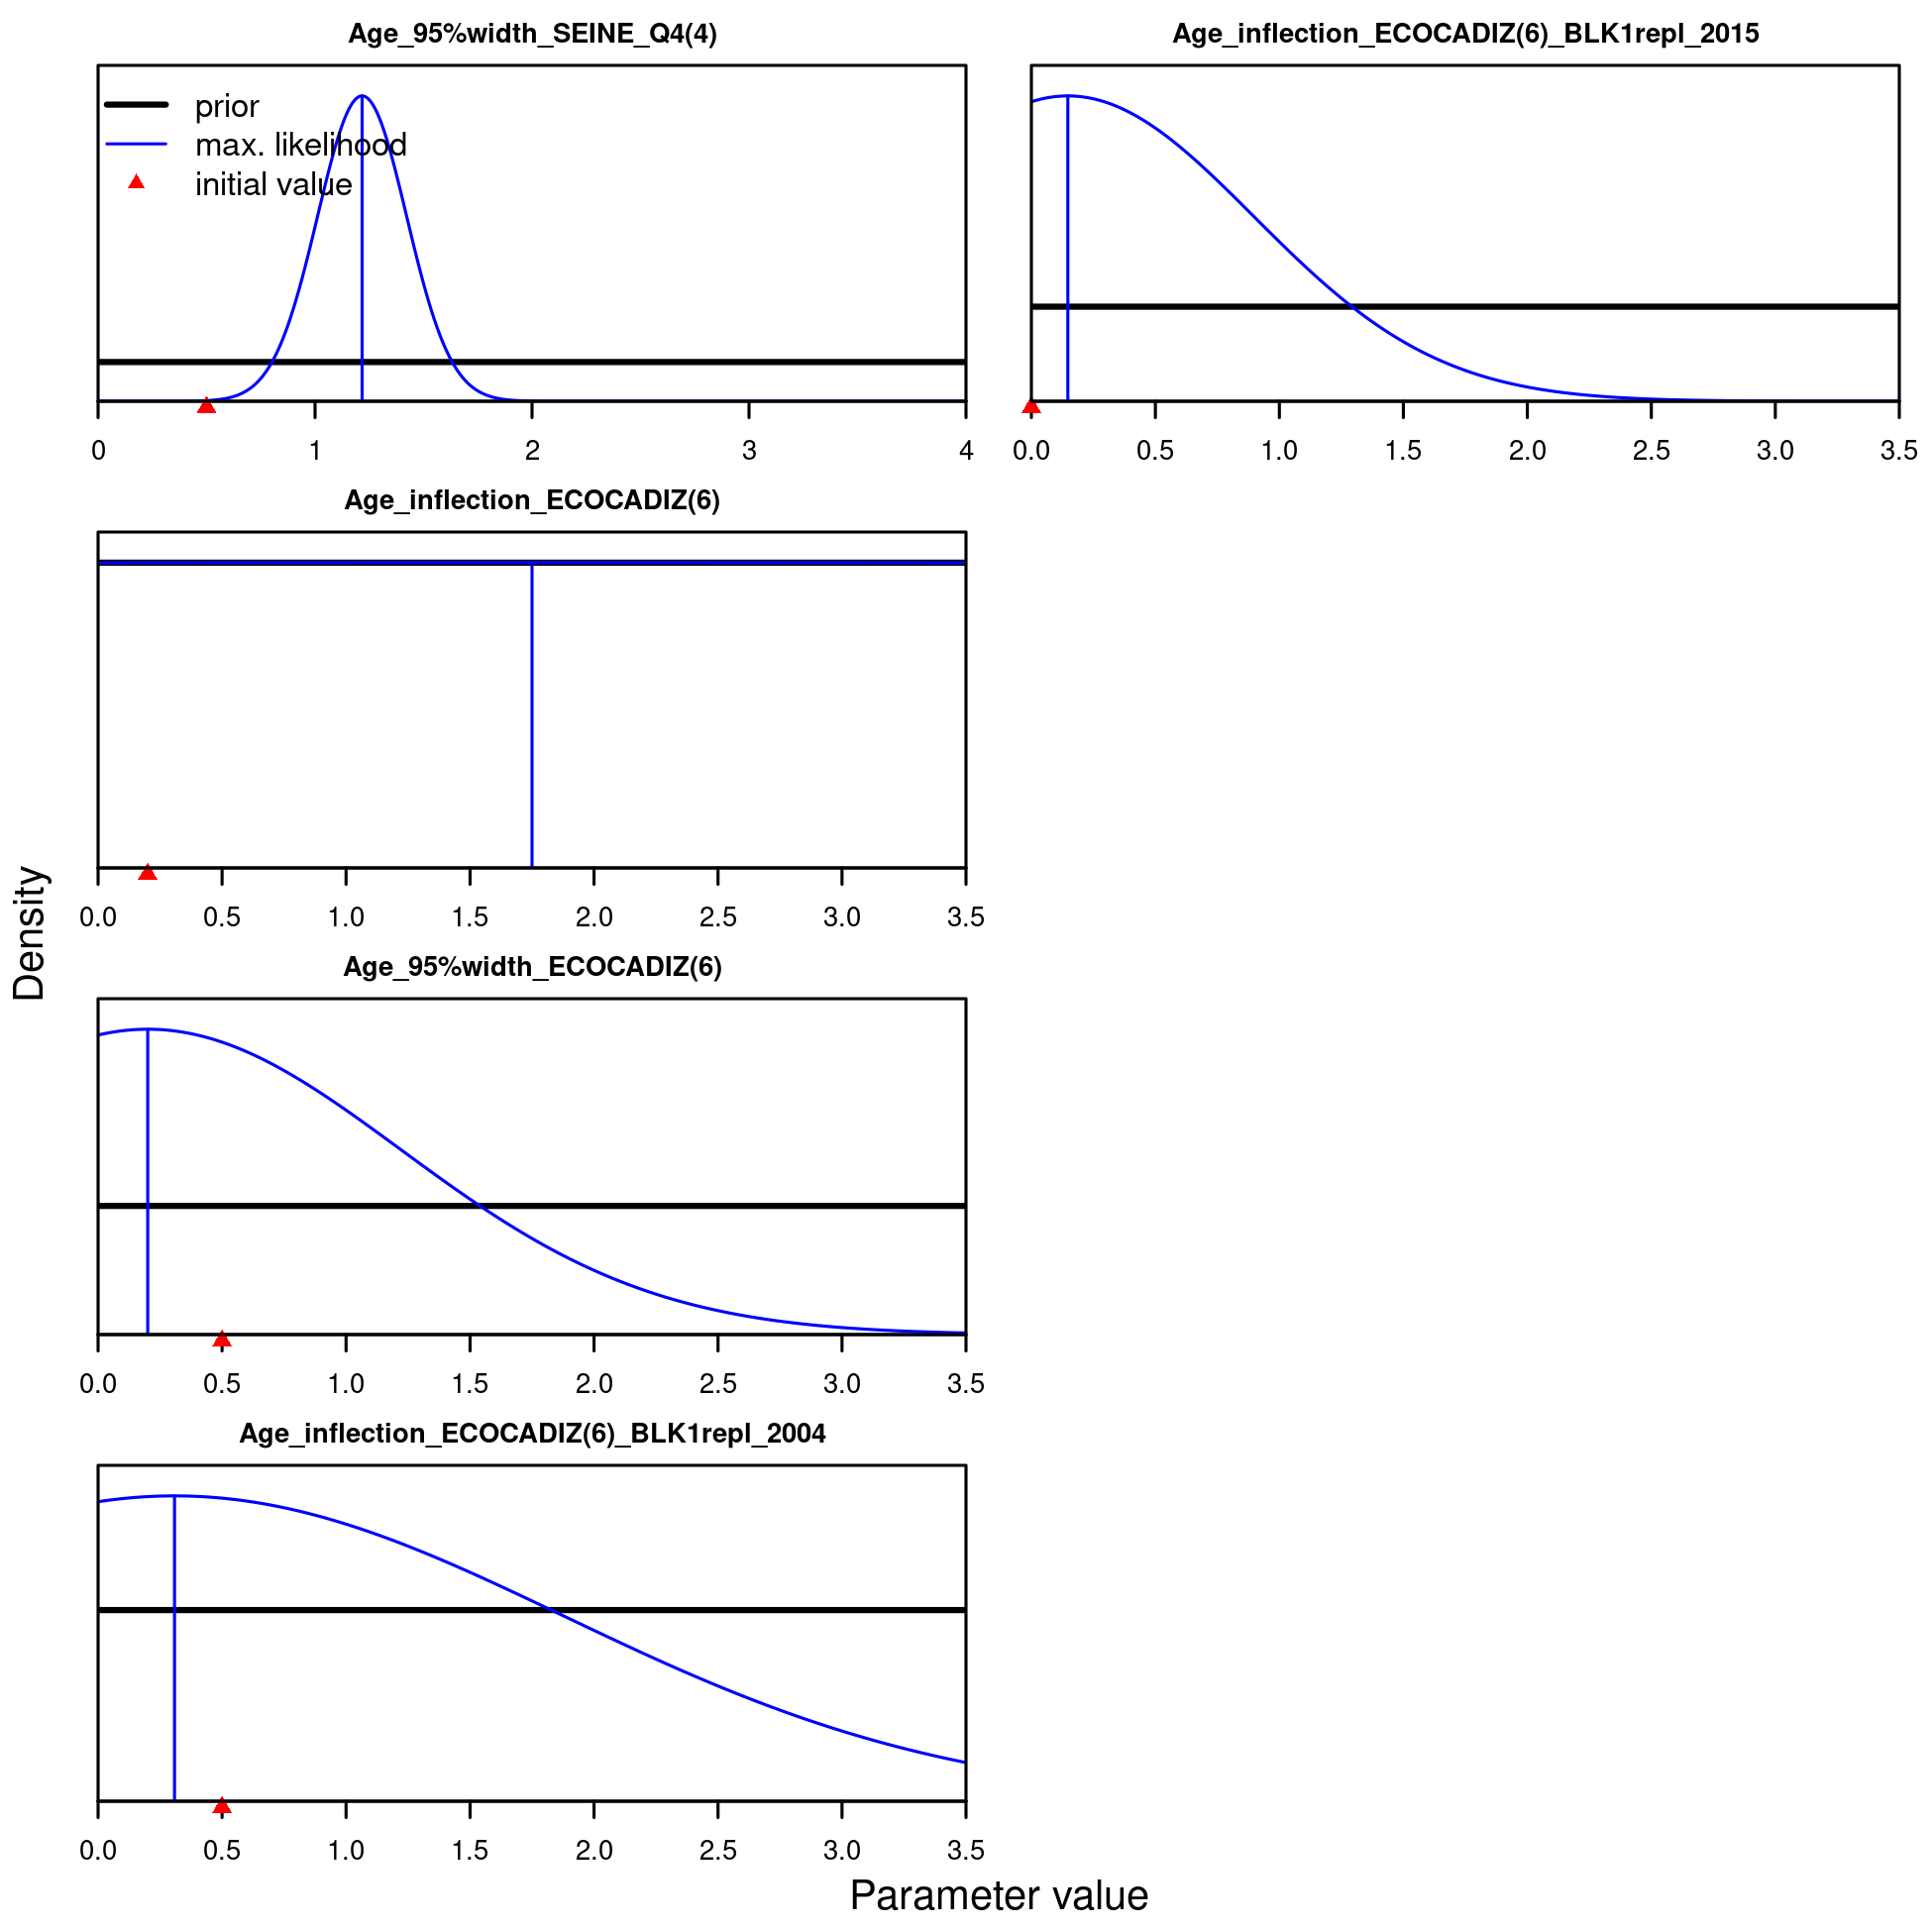 Age_95%width_SEINE_Q4(4)
prior
max. likelihood
initial value
0 1 2 3 4
Age_inflection_ECOCADIZ(6)_BLK1repl_2015
0.0 0.5 1.0 1.5 2.0 2.5 3.0 3.5
Age_inflection_ECOCADIZ(6)
0.0 0.5 1.0 1.5 2.0 2.5 3.0 3.5
Age_95%width_ECOCADIZ(6)
0.0 0.5 1.0 1.5 2.0 2.5 3.0 3.5
Age_inflection_ECOCADIZ(6)_BLK1repl_2004
0.0 0.5 1.0 1.5 2.0 2.5 3.0 3.5
Density
Parameter value